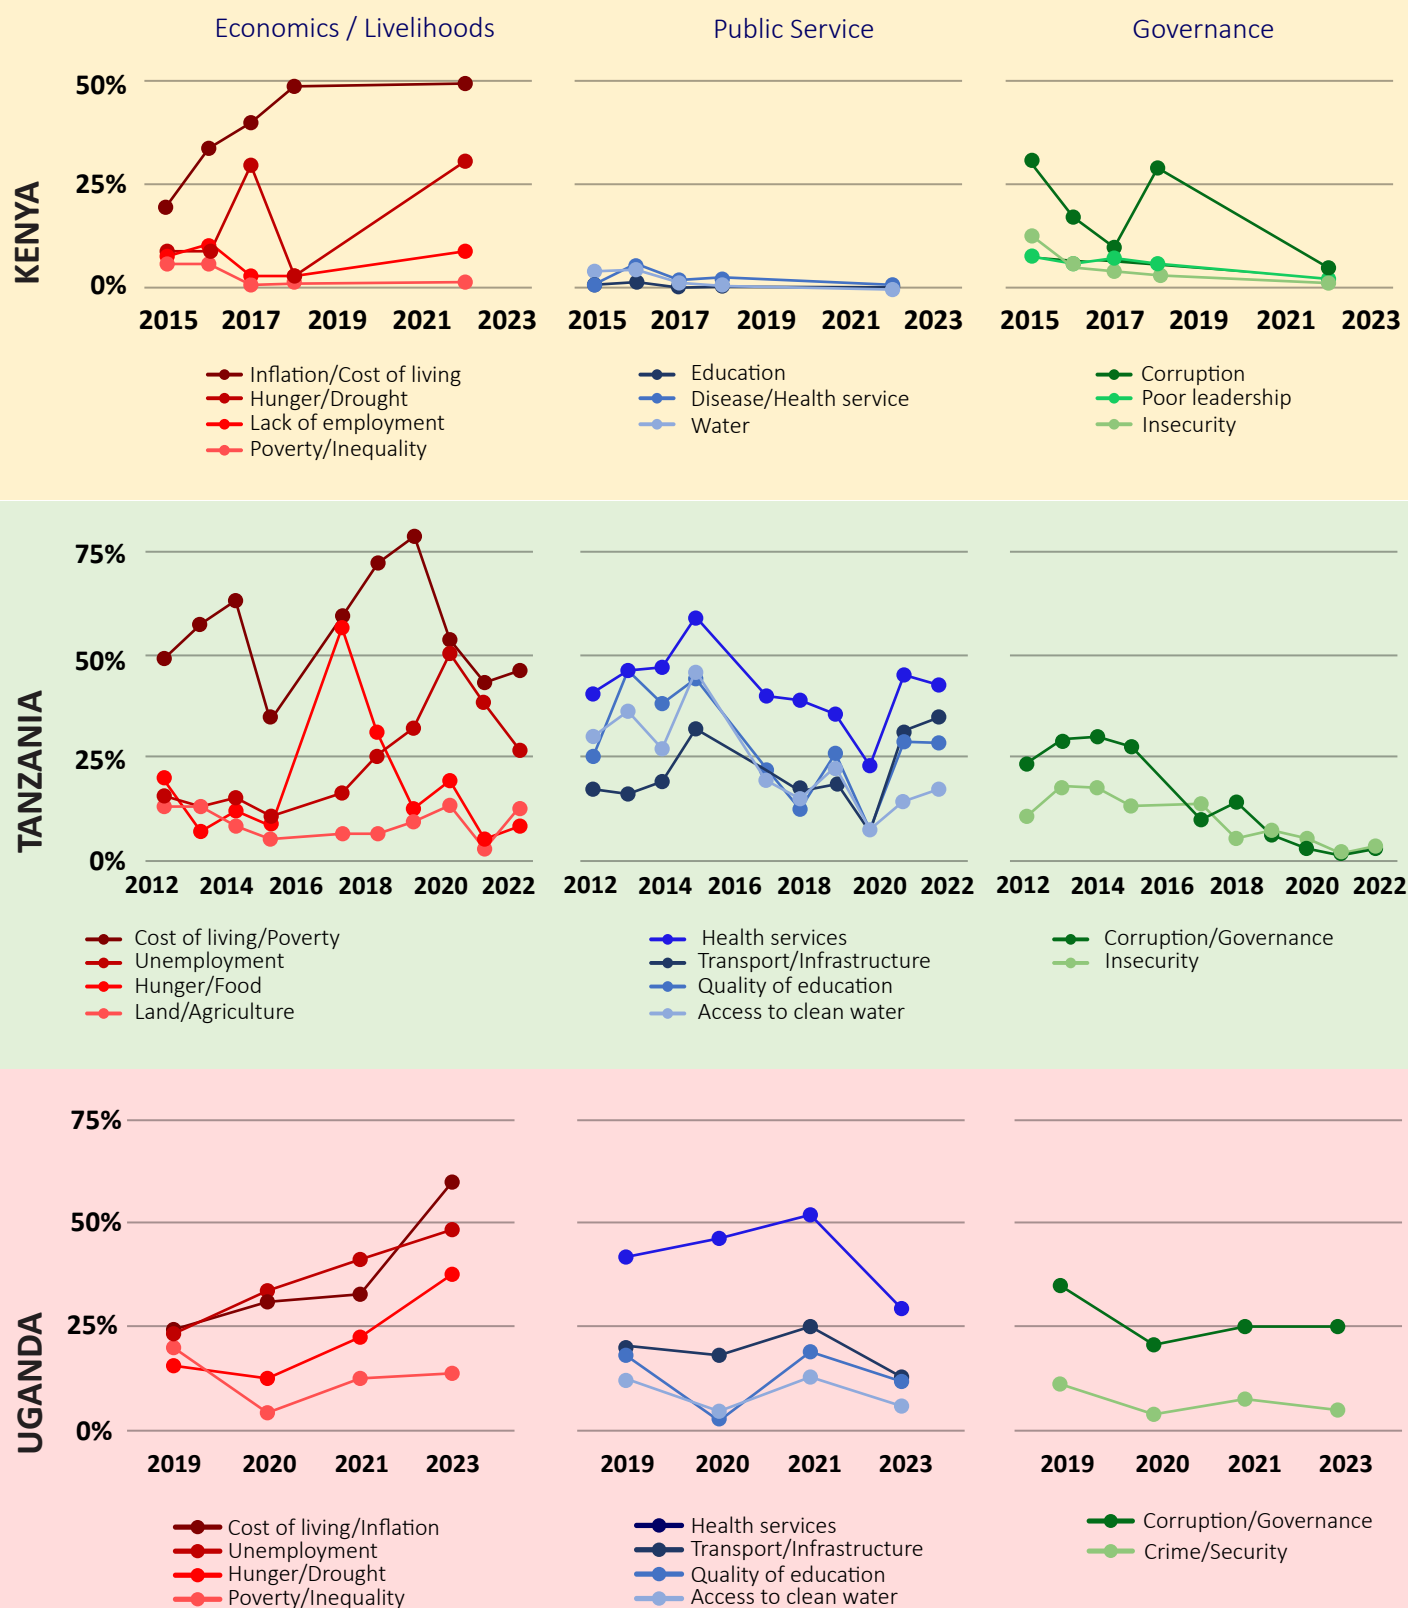 Economics / Livelihoods
Public Service
Governance
KENYA
50%
25%
0%
2015 2017 2019 2021 2023
2015 2017 2019 2021 2023
2015 2017 2019 2021 2023
Inflation/Cost of living
Hunger/Drought
Lack of employment
Poverty/Inequality
Education
Disease/Health service
Water
Corruption
Poor leadership
Insecurity
TANZANIA
75%
50%
25%
0%
2012 2014 2016 2018 2020 2022
2012 2014 2016 2018 2020 2022
2012 2014 2016 2018 2020 2022
Cost of living/Poverty
Unemployment
Hunger/Food
Land/Agriculture
Health services
Transport/Infrastructure
Quality of education
Access to clean water
Corruption/Governance
Insecurity
UGANDA
75%
50%
25%
0%
2019 2020 2021 2023
2019 2020 2021 2023
2019 2020 2021 2023
Cost of living/Inflation
Unemployment
Hunger/Drought
Poverty/Inequality
Health services
Transport/Infrastructure
Quality of education
Access to clean water
Corruption/Governance
Crime/Security